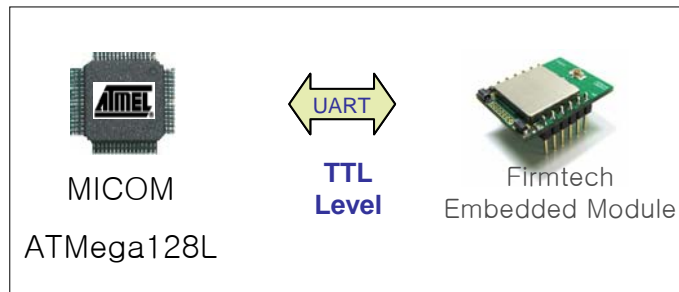 ATMEL
MICOM
ATMega128L
UART
TTL
Level
Firmtech
Embedded Module